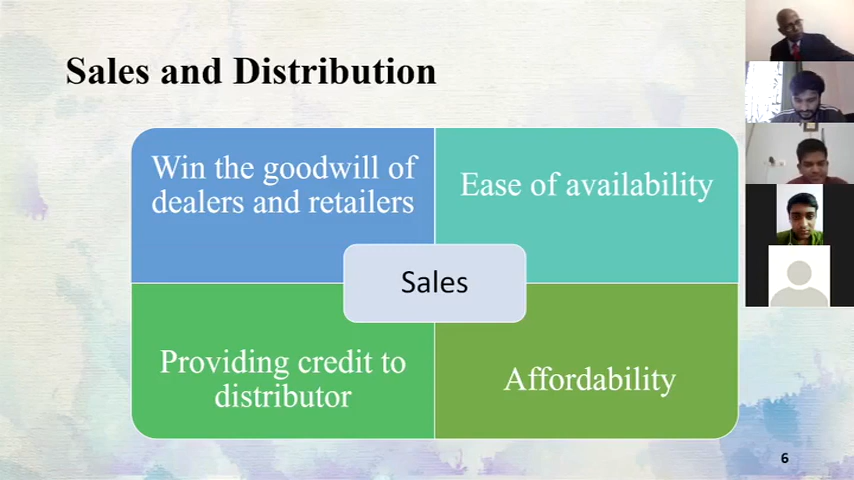 Sales and Distribution
Win the goodwill of
dealers and retailers
Ease of availability
Sales
Providing credit to
distributor
Affordability
6